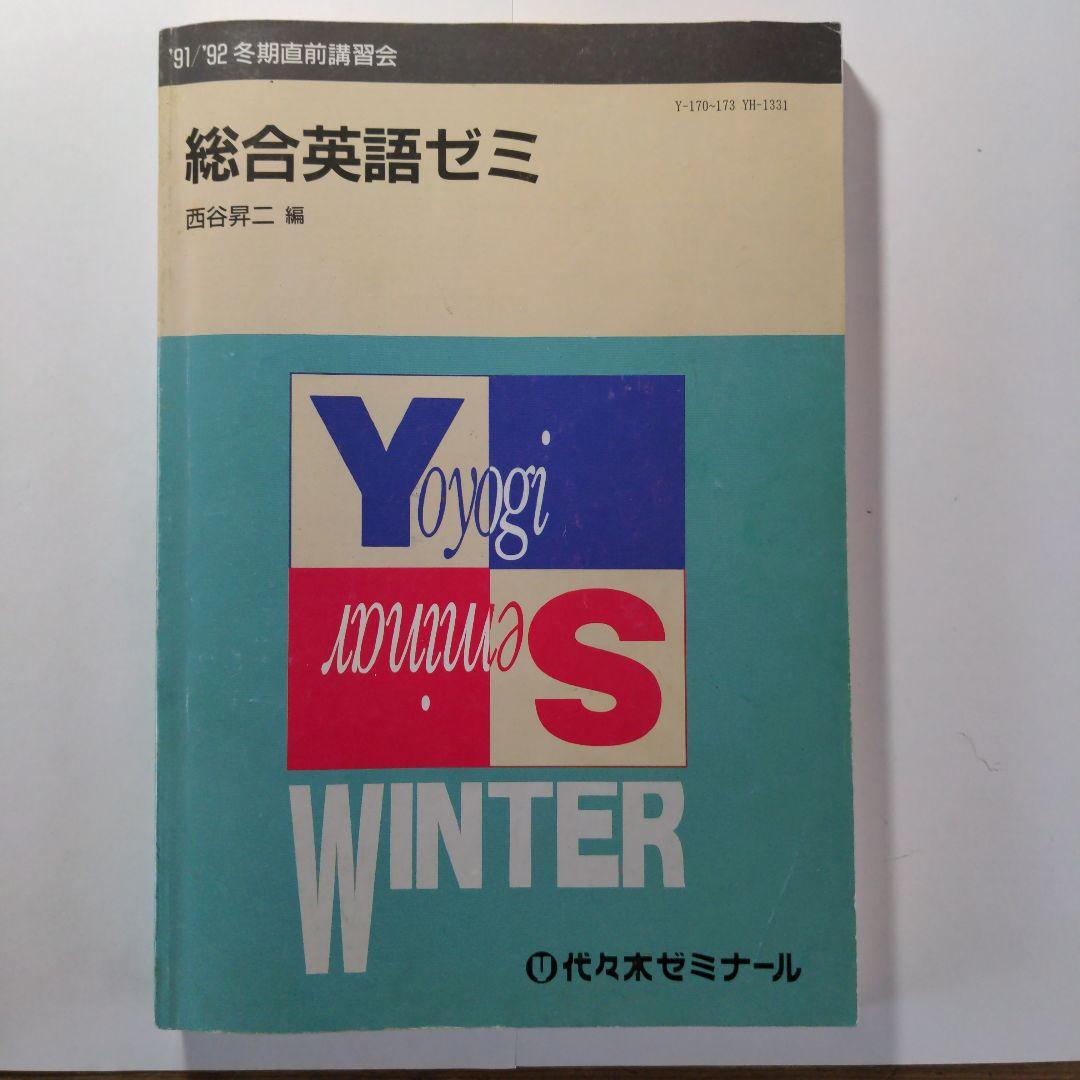 '91/'92 冬期直前講習会
Y-170~173 YH-1331
総合英語ゼミ
西谷昇二 編
Yoyogi
Seminar
WINTER
代々木ゼミナール